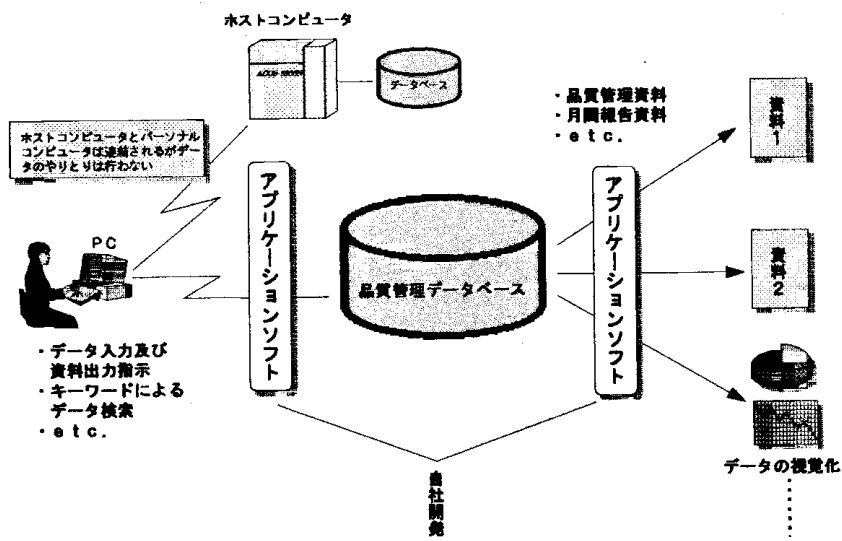 ホストコンピュータ
データベース
ホストコンピュータとパーソナル
コンピュータは連結されるがデー
タのやりとりは行わない
PC
・データ入力及び
資料出力指示
・キーワードによる
データ検索
・etc.
アプリケーションソフト
品質管理データベース
アプリケーションソフト
・品質管理資料
・月間報告資料
・etc.
資料1
資料2
データの視覚化
自社開発